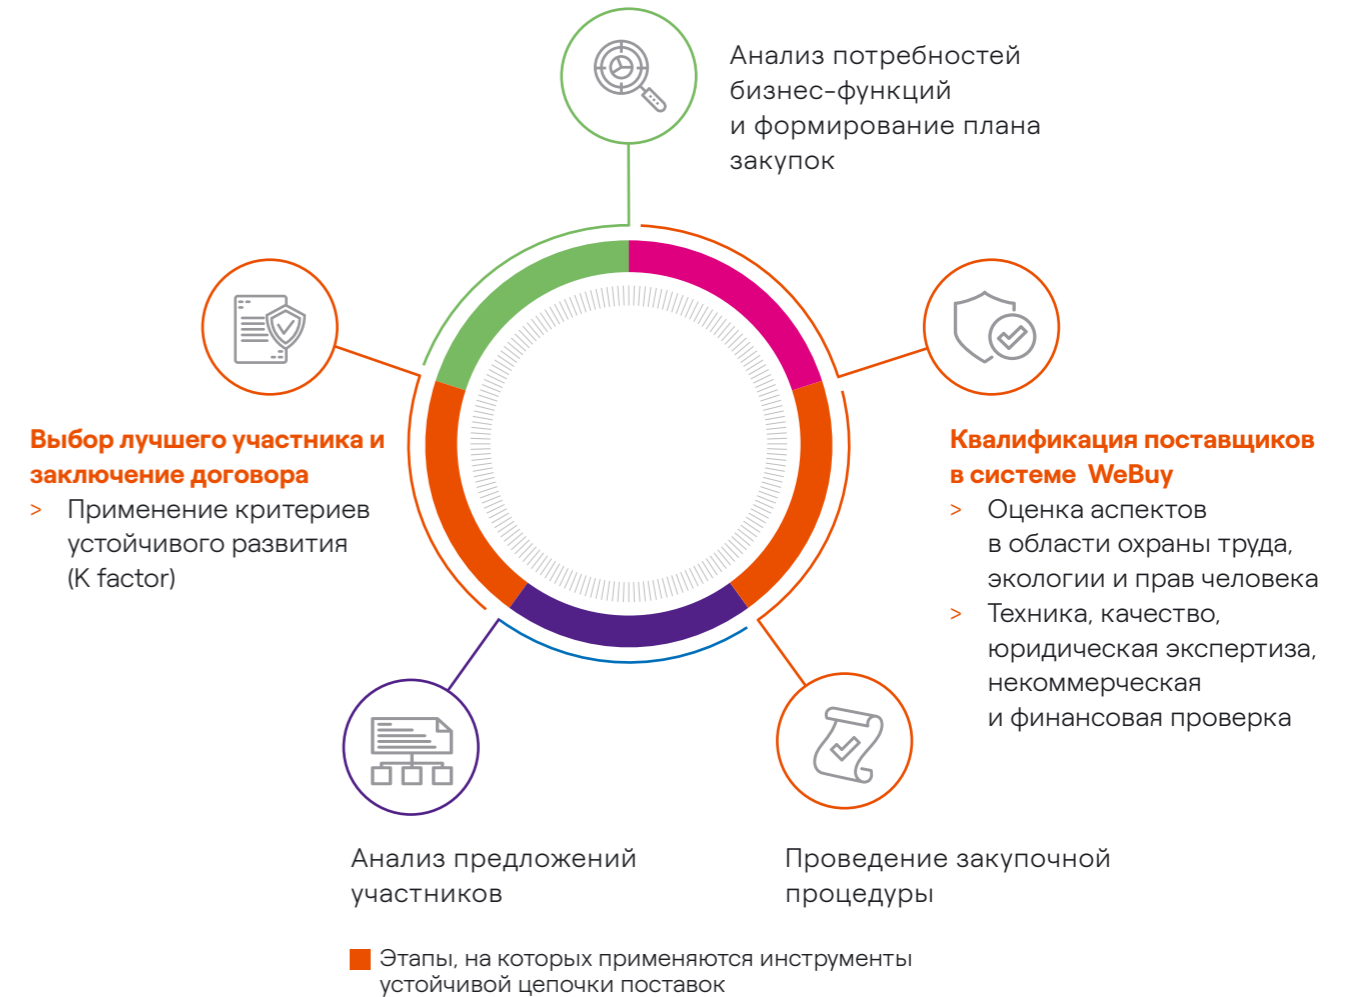 Анализ потребностей
бизнес-функций
и формирование плана
закупок
Квалификация поставщиков
в системе WeBuy
> Оценка аспектов
в области охраны труда,
экологии и прав человека
> Техника, качество,
юридическая экспертиза,
некоммерческая
и финансовая проверка
Проведение закупочной
процедуры
Анализ предложений
участников
Выбор лучшего участника и
заключение договора
> Применение критериев
устойчивого развития
(K factor)
Этапы, на которых применяются инструменты
устойчивой цепочки поставок